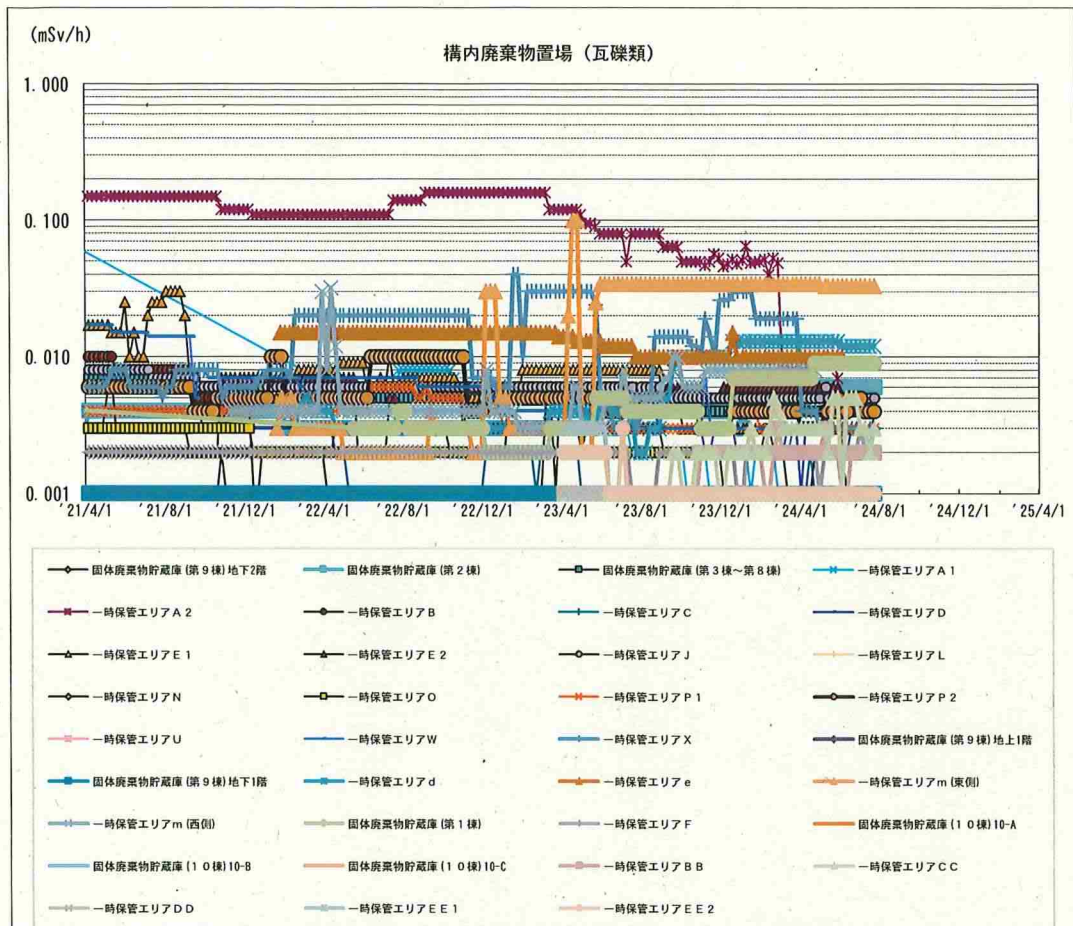 (mSv/h)
構内廃棄物置場 (瓦礫類)
1.000
0.100
0.010
0.001
'21/4/1 '21/8/1 '21/12/1 '22/4/1 '22/8/1 '22/12/1 '23/4/1 '23/8/1 '23/12/1 '24/4/1 '24/8/1 '24/12/1 '25/4/1
固体廃棄物貯蔵庫(第9棟)地下2階 固体廃棄物貯蔵庫(第2棟) 固体廃棄物貯蔵庫(第3棟~第8棟) 一時保管エリアA1
一時保管エリアA2 一時保管エリアB 一時保管エリアC 一時保管エリアD
一時保管エリアE1 一時保管エリアE2 一時保管エリアJ 一時保管エリアL
一時保管エリアN 一時保管エリアO 一時保管エリアP1 一時保管エリアP2
一時保管エリアU 一時保管エリアW 一時保管エリアX 固体廃棄物貯蔵庫(第9棟)地上1階
固体廃棄物貯蔵庫(第9棟)地下1階 一時保管エリアd 一時保管エリアe 一時保管エリアm(東側)
一時保管エリアm(西側) 固体廃棄物貯蔵庫(第1棟) 一時保管エリアF 固体廃棄物貯蔵庫(10棟)10-A
固体廃棄物貯蔵庫(10棟)10-B 固体廃棄物貯蔵庫(10棟)10-C 一時保管エリアBB 一時保管エリアCC
一時保管エリアDD 一時保管エリアEE1 一時保管エリアEE2